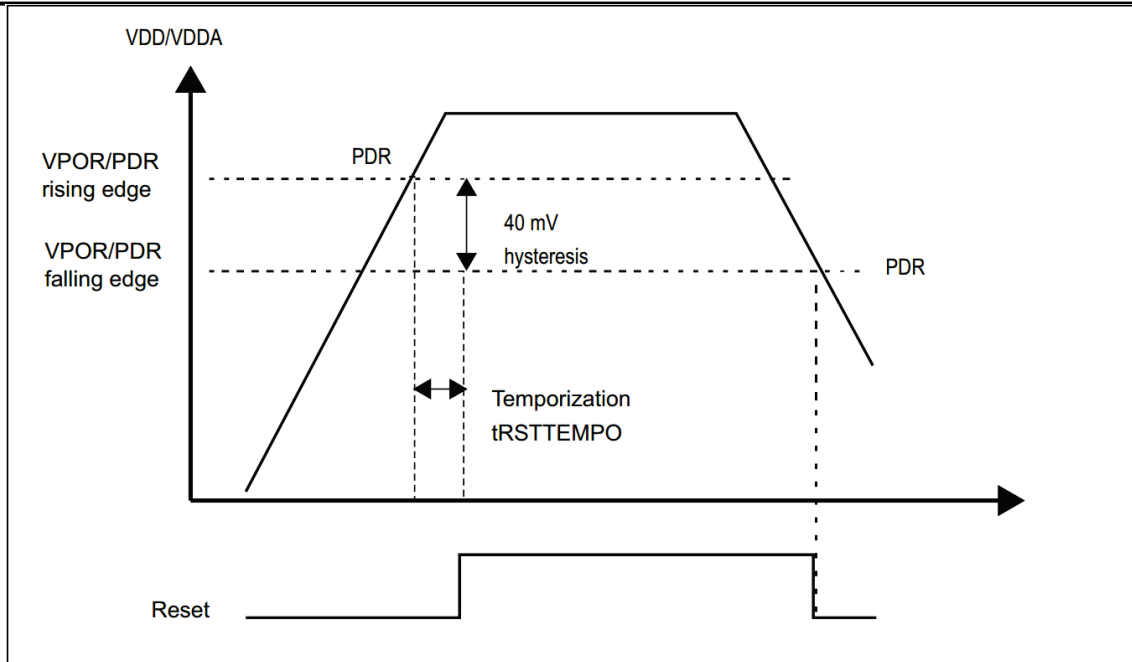 VDD/VDDA
VPOR/PDR
rising edge
PDR
40 mV
hysteresis
VPOR/PDR
falling edge
PDR
Temporization
tRSTTEMPO
Reset